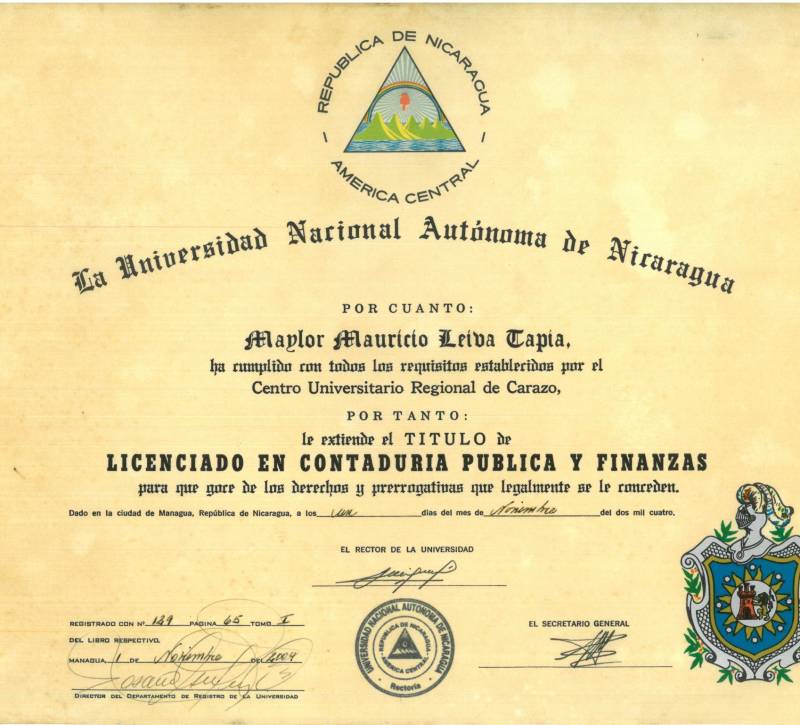 REPUBLICA DE NICARAGUA
AMERICA CENTRAL
La Universidad Nacional Autónoma de Nicaragua
POR CUANTO:
Maylor Mauricio Leiva Tapia,
ha cumplido con todos los requisitos establecidos por el
Centro Universitario Regional de Carazo,
POR TANTO:
le extiende el TITULO de
LICENCIADO EN CONTADURIA PUBLICA Y FINANZAS
para que goce de los derechos y prerrogativas que legalmente se le conceden.
Dado en la ciudad de Managua, República de Nicaragua, a los un días del mes de Noviembre del dos mil cuatro.
EL RECTOR DE LA UNIVERSIDAD
REGISTRADO CON Nº 129 PAGINA 65 TOMO I
DEL LIBRO RESPECTIVO.
MANAGUA, 1 DE Noviembre DEL 2004
DIRECTOR DEL DEPARTAMENTO DE REGISTRO DE LA UNIVERSIDAD
UNIVERSIDAD NACIONAL AUTONOMA DE NICARAGUA
REPUBLICA DE NICARAGUA
AMERICA CENTRAL
Rectoria
EL SECRETARIO GENERAL